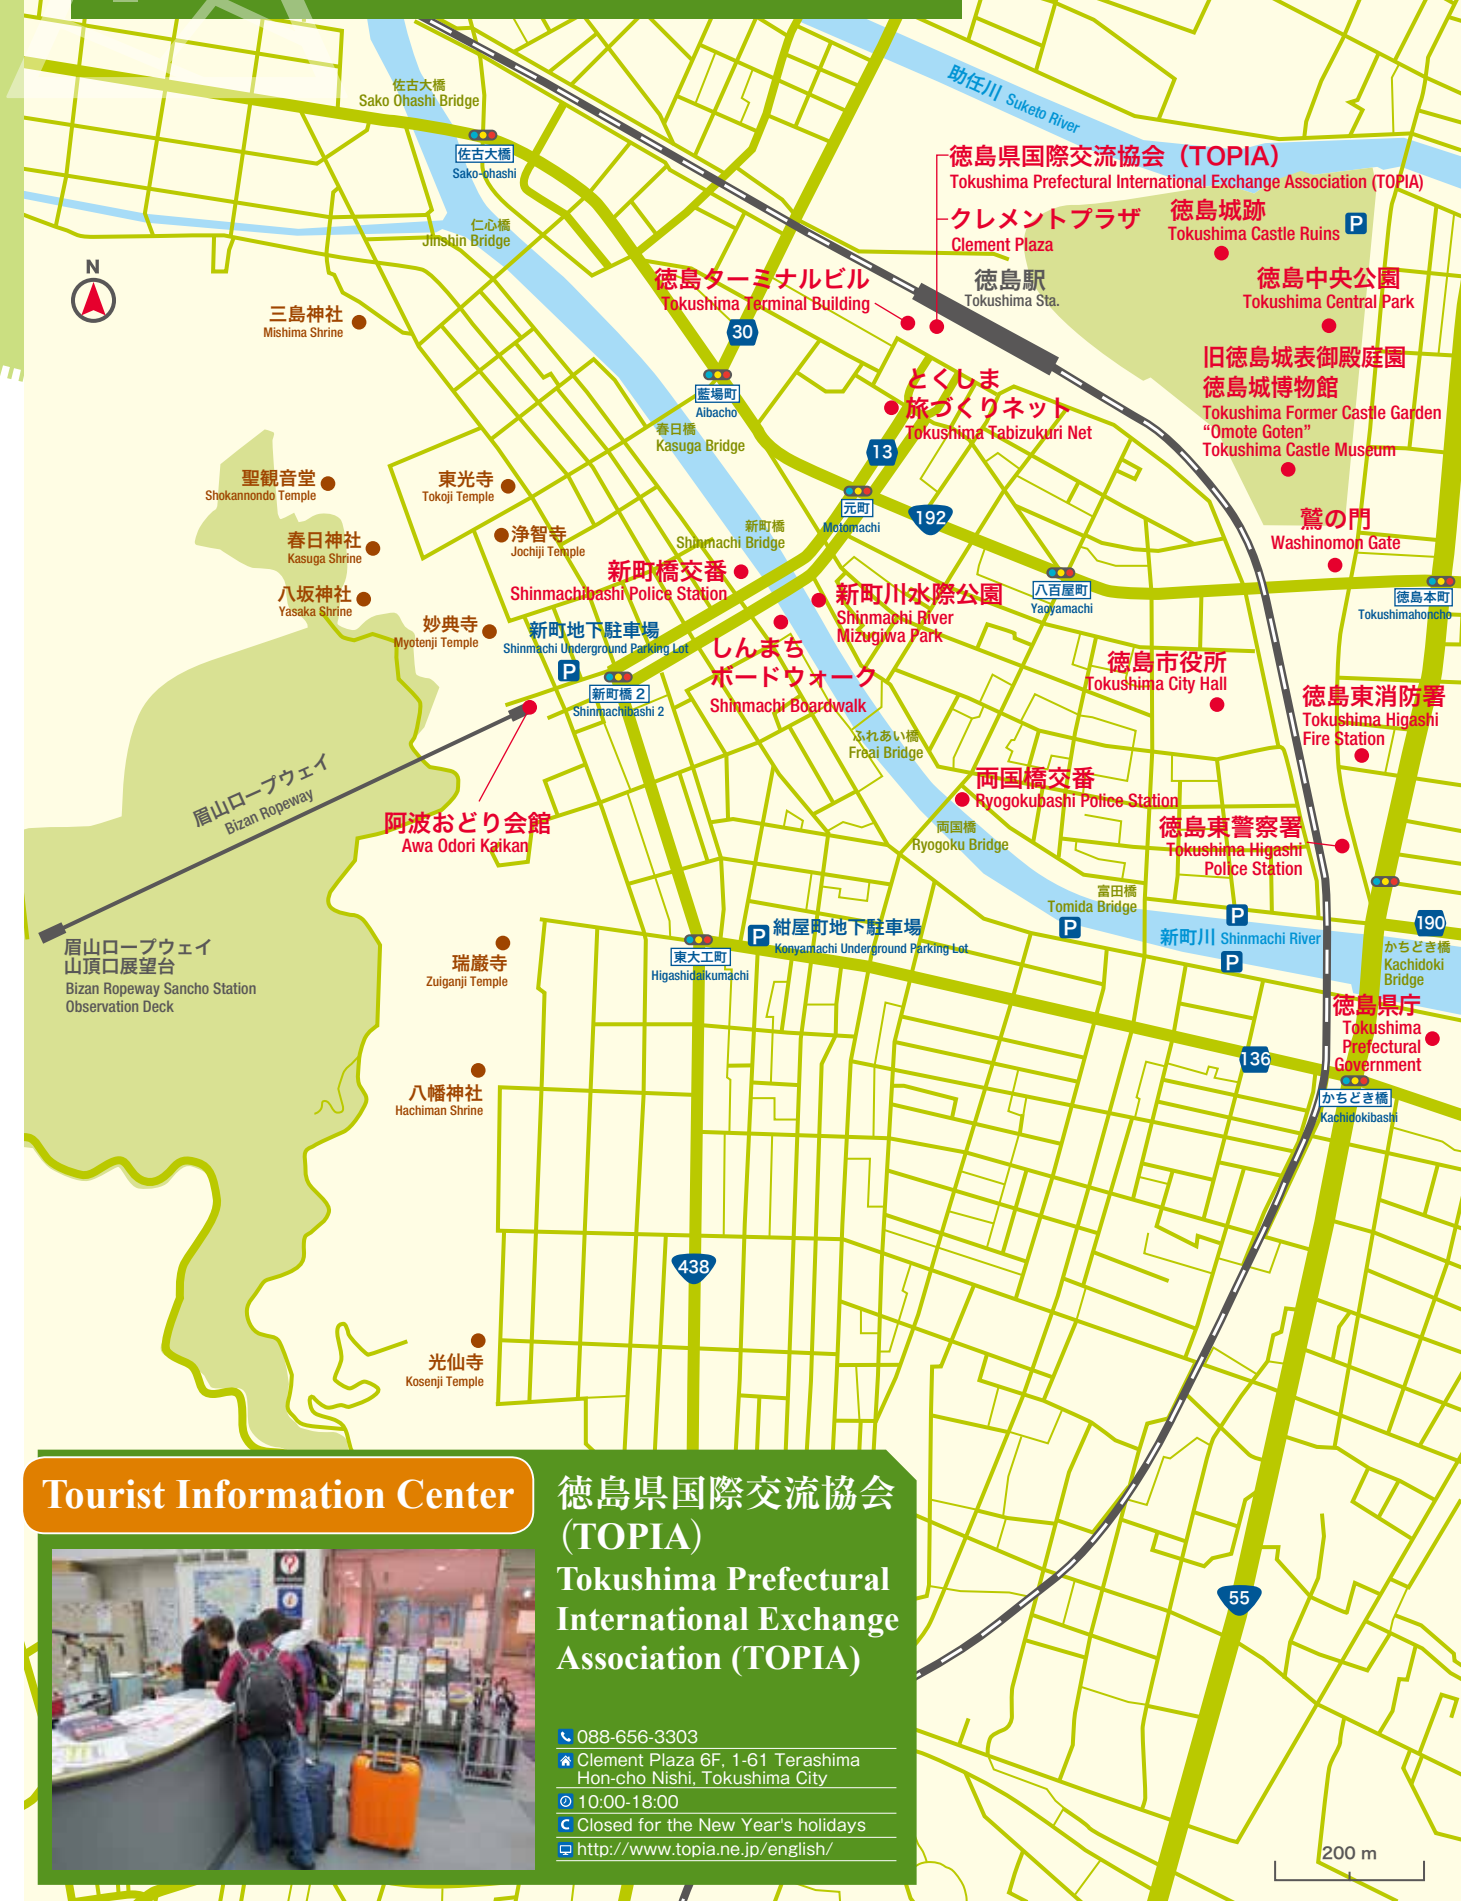 佐古大橋
Sako Ohashi Bridge
佐古大橋
Sako-ohashi
助任川 Suketo River
徳島県国際交流協会（TOPIA）
Tokushima Prefectural International Exchange Association (TOPIA)
クレメントプラザ
Clement Plaza
徳島城跡
Tokushima Castle Ruins
P
仁心橋
Jinshin Bridge
N
徳島ターミナルビル
Tokushima Terminal Building
徳島駅
Tokushima Sta.
徳島中央公園
Tokushima Central Park
三島神社
Mishima Shrine
30
旧徳島城表御殿庭園
徳島城博物館
Tokushima Former Castle Garden
“Omote Goten”
Tokushima Castle Museum
藍場町
Aibacho
とくしま
旅づくりネット
Tokushima Tabizukuri Net
春日橋
Kasuga Bridge
13
聖観音堂
Shokannondo Temple
東光寺
Tokoji Temple
元町
Motomachi
192
鷲の門
Washinomon Gate
春日神社
Kasuga Shrine
浄智寺
Jochiji Temple
新町橋
Shinmachi Bridge
新町橋交番
Shinmachibashi Police Station
八坂神社
Yasaka Shrine
新町川水際公園
Shinmachi River
Mizugiwa Park
八百屋町
Yaoyamachi
徳島本町
Tokushimahoncho
妙典寺
Myotenji Temple
新町地下駐車場
Shinmachi Underground Parking Lot
P
しんまち
ボードウォーク
Shinmachi Boardwalk
新町橋 2
Shinmachibashi 2
徳島市役所
Tokushima City Hall
徳島東消防署
Tokushima Higashi
Fire Station
ふれあい橋
Freai Bridge
眉山ロープウェイ
Bizan Ropeway
両国橋交番
Ryogokubashi Police Station
阿波おどり会館
Awa Odori Kaikan
両国橋
Ryogoku Bridge
徳島東警察署
Tokushima Higashi
Police Station
富田橋
Tomida Bridge
P
P
P
新町川 Shinmachi River
190
かちどき橋
Kachidoki
Bridge
眉山ロープウェイ
山頂口展望台
Bizan Ropeway Sancho Station
Observation Deck
瑞巌寺
Zuiganji Temple
東大工町
Higashidaikumachi
P
紺屋町地下駐車場
Konyamachi Underground Parking Lot
徳島県庁
Tokushima
Prefectural
Government
136
かちどき橋
Kachidokibashi
八幡神社
Hachiman Shrine
438
光仙寺
Kosenji Temple
55
200 m
Tourist Information Center
徳島県国際交流協会
（TOPIA）
Tokushima Prefectural
International Exchange
Association (TOPIA)
088-656-3303
Clement Plaza 6F, 1-61 Terashima
Hon-cho Nishi, Tokushima City
10:00-18:00
C Closed for the New Year's holidays
http://www.topia.ne.jp/english/